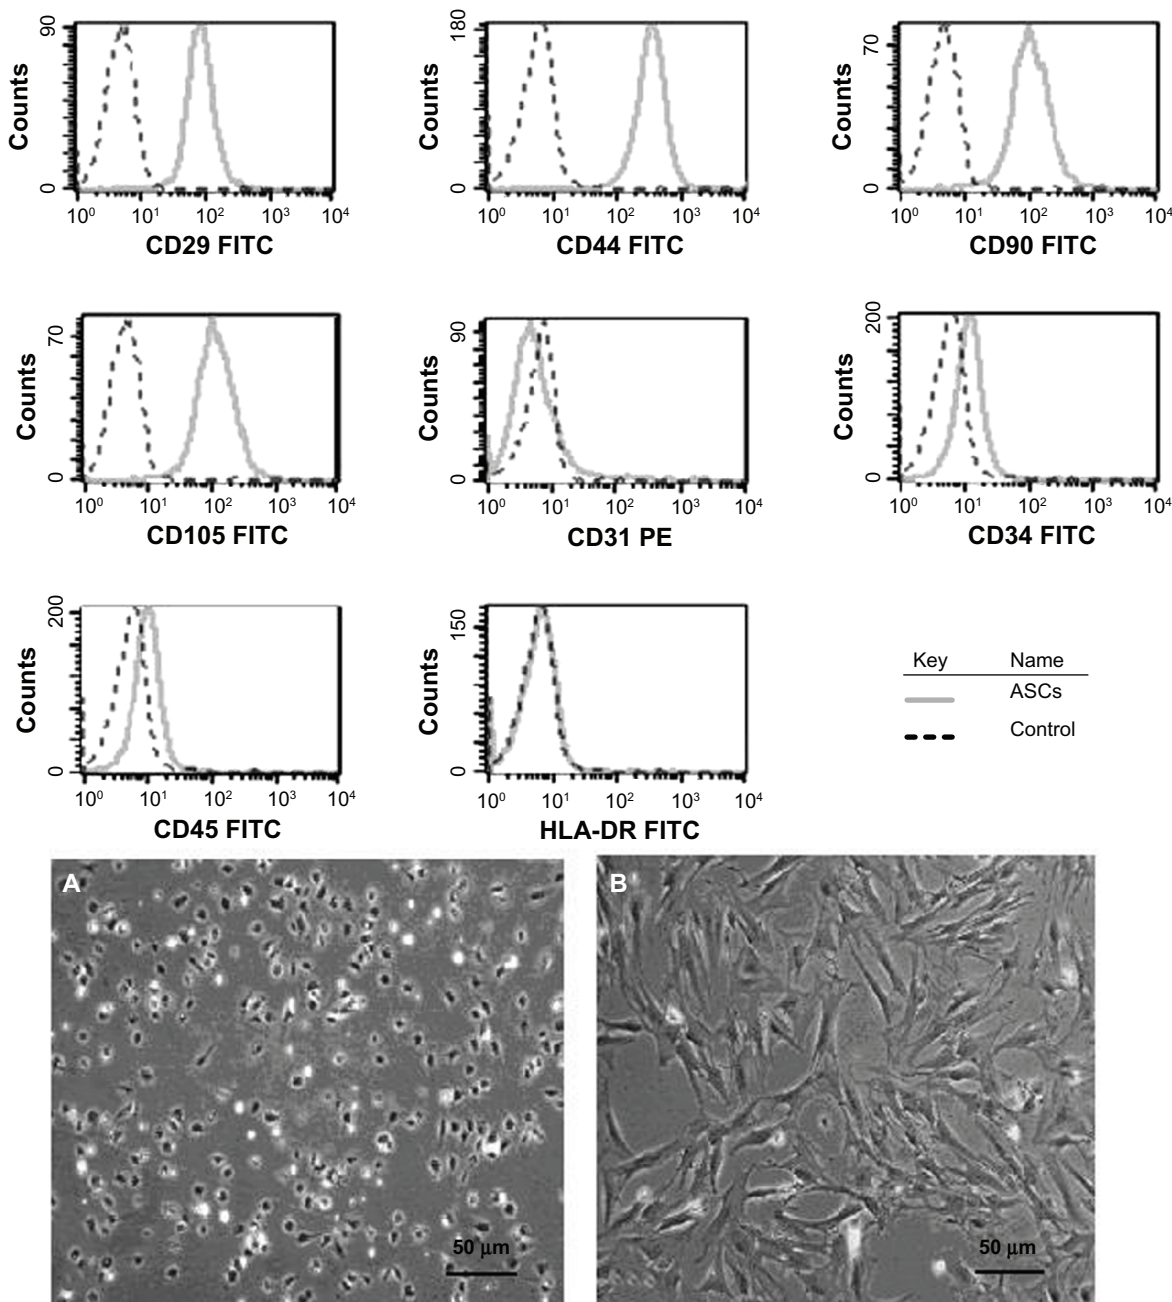 90
Counts
0
10⁰ 10¹ 10² 10³ 10⁴
CD29 FITC
180
Counts
0
10⁰ 10¹ 10² 10³ 10⁴
CD44 FITC
70
Counts
0
10⁰ 10¹ 10² 10³ 10⁴
CD90 FITC
70
Counts
0
10⁰ 10¹ 10² 10³ 10⁴
CD105 FITC
90
Counts
0
10⁰ 10¹ 10² 10³ 10⁴
CD31 PE
200
Counts
0
10⁰ 10¹ 10² 10³ 10⁴
CD34 FITC
200
Counts
0
10⁰ 10¹ 10² 10³ 10⁴
CD45 FITC
150
Counts
0
10⁰ 10¹ 10² 10³ 10⁴
HLA-DR FITC
Key Name
ASCs
Control
A
50 µm
B
50 µm